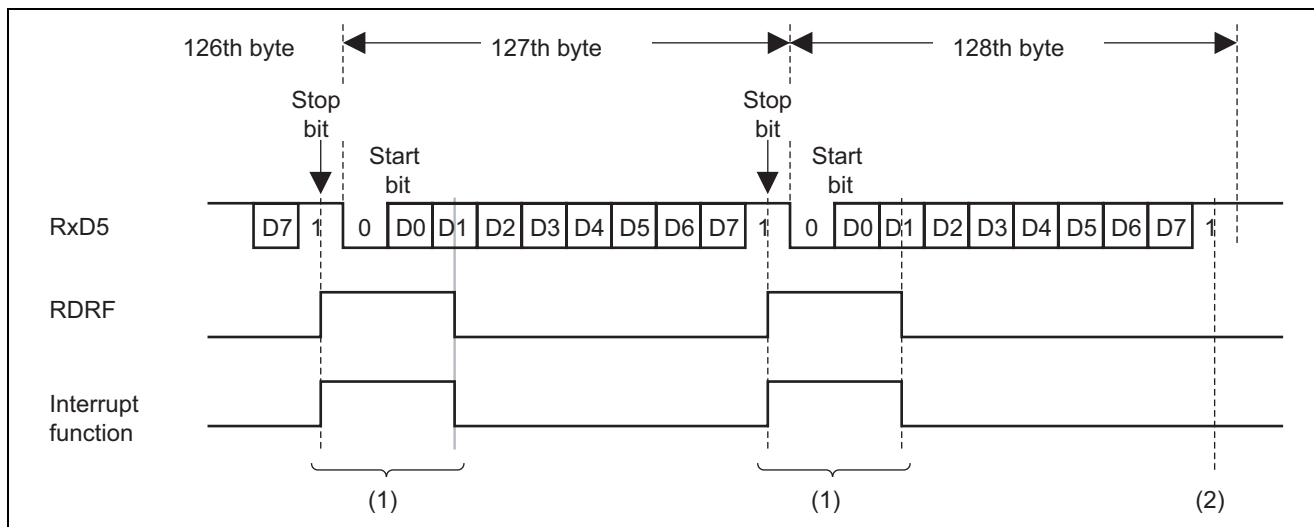 126th byte 127th byte 128th byte
Stop bit Stop bit
Start bit Start bit
RxD5 D7 1 0 D0 D1 D2 D3 D4 D5 D6 D7 1 0 D0 D1 D2 D3 D4 D5 D6 D7 1
RDRF
Interrupt function
(1) (1) (2)